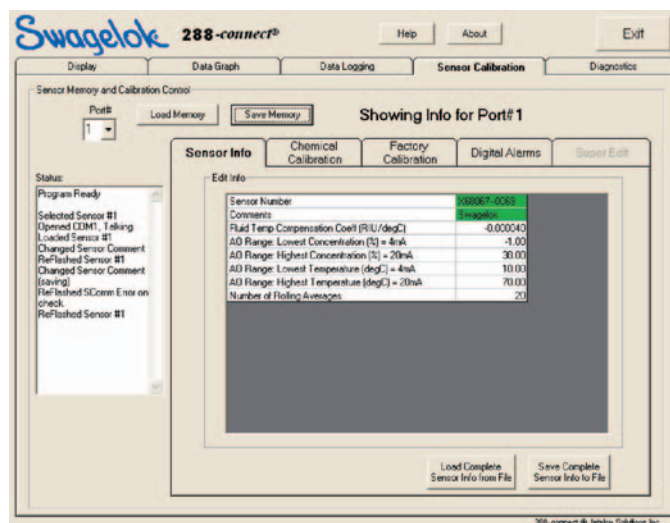 Swagelok 288-connect® Help About Exit
Display Data Graph Data Logging Sensor Calibration Diagnostics
Sensor Memory and Calibration Control
Port#
1 Load Memory Save Memory Showing Info for Port#1
Sensor Info Chemical Calibration Factory Calibration Digital Alarms Super Edit
Status:
Program Ready
Selected Sensor #1
Opened COM1, Talking
Loaded Sensor #1
Changed Sensor Comment
ReFlashed Sensor #1
Changed Sensor Comment
(saving)
ReFlashed SComm Error on
check.
ReFlashed Sensor #1
Edit Info
Sensor Number X68067-0069
Comments Swagelok
Fluid Temp Compensation Coeff (RIU/degC) -0.000040
AO Range: Lowest Concentration (%) = 4mA -1.00
AO Range: Highest Concentration (%) = 20mA 30.00
AO Range: Lowest Temperature (degC) = 4mA 10.00
AO Range: Highest Temperature (degC) = 20mA 70.00
Number of Rolling Averages 20
Load Complete Sensor Info from File
Save Complete Sensor Info to File
288-connect ©